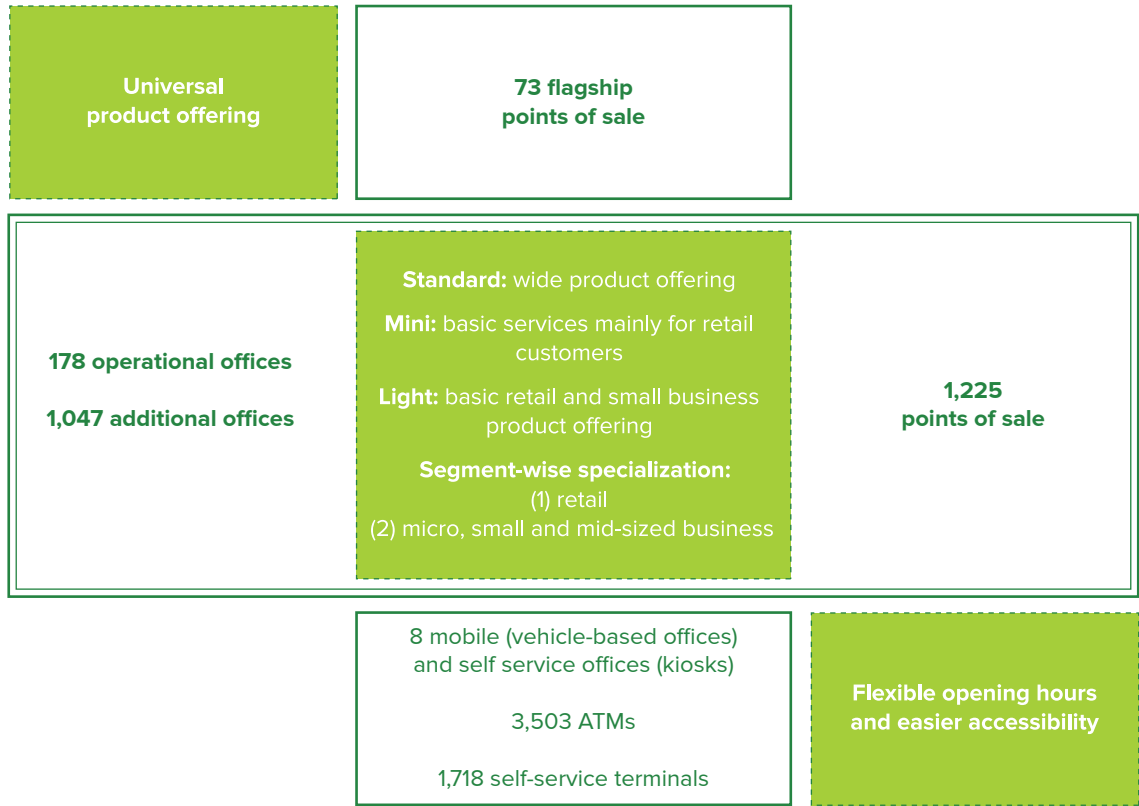 Universal
product offering
73 flagship
points of sale
178 operational offices
1,047 additional offices
Standard: wide product offering
Mini: basic services mainly for retail
customers
Light: basic retail and small business
product offering
Segment-wise specialization:
(1) retail
(2) micro, small and mid-sized business
1,225
points of sale
8 mobile (vehicle-based offices)
and self service offices (kiosks)
3,503 ATMs
1,718 self-service terminals
Flexible opening hours
and easier accessibility